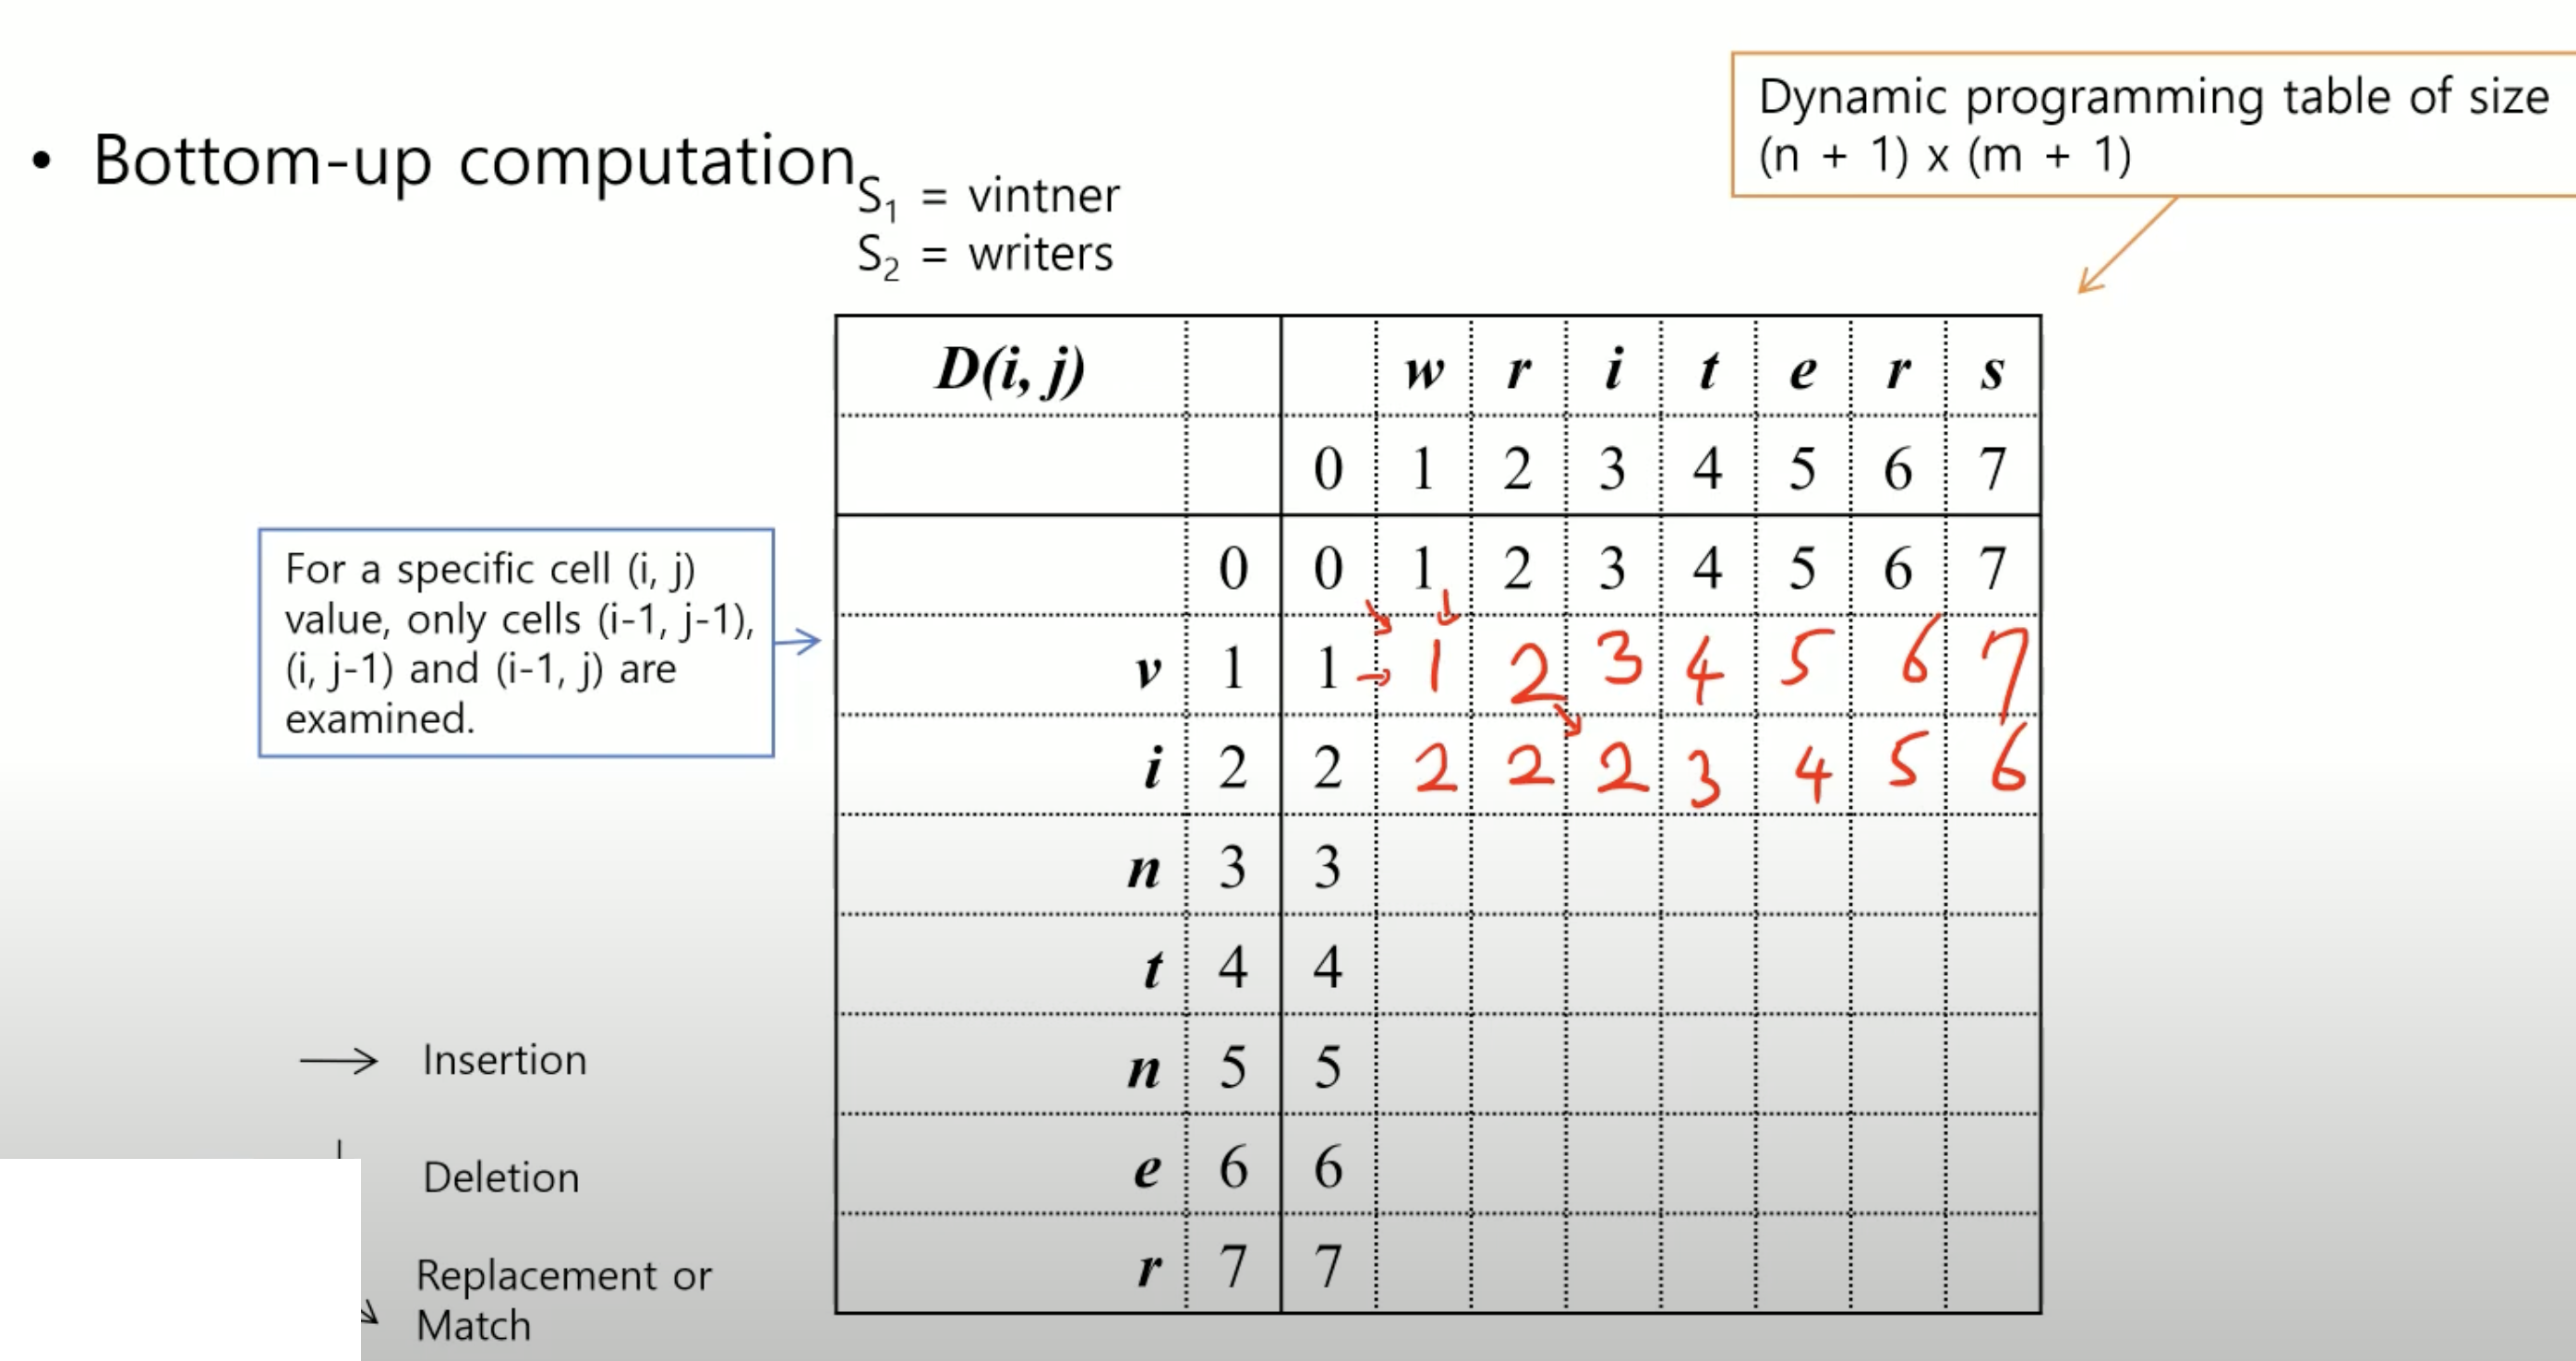 • Bottom-up computation
S₁ = vintner
S₂ = writers
Dynamic programming table of size
(n + 1) x (m + 1)
For a specific cell (i, j)
value, only cells (i-1, j-1),
(i, j-1) and (i-1, j) are
examined.
D(i, j) w r i t e r s
0 1 2 3 4 5 6 7
0 0 1 2 3 4 5 6 7
v 1 1 1 2 3 4 5 6 7
i 2 2 2 2 2 3 4 5 6
n 3 3
t 4 4
n 5 5
e 6 6
r 7 7
→ Insertion
Deletion
Replacement or
Match